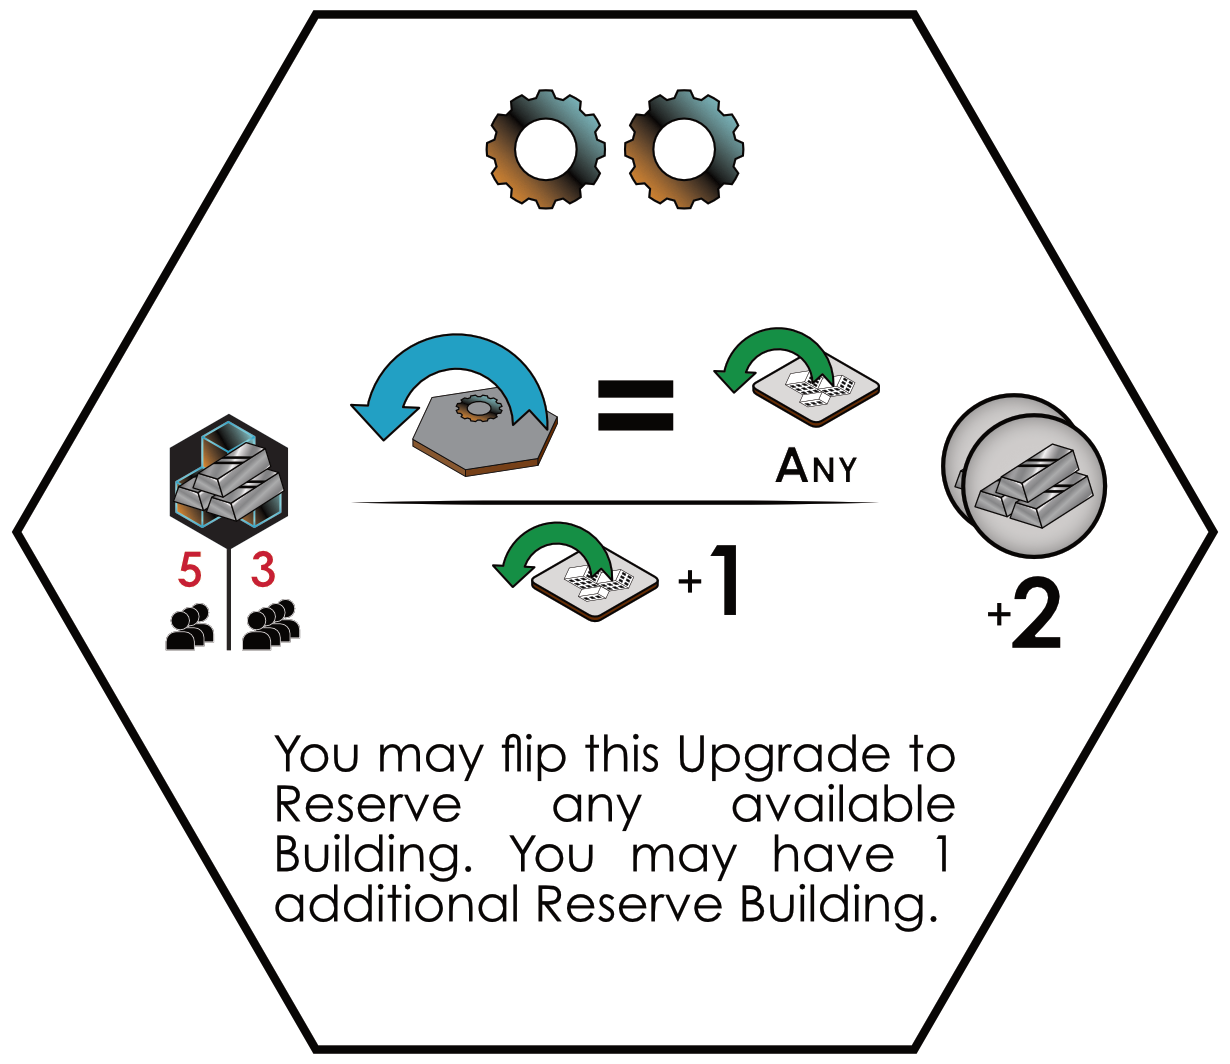 =
ANY
5 3
+1
+2
You may flip this Upgrade to
Reserve any available
Building. You may have 1
additional Reserve Building.